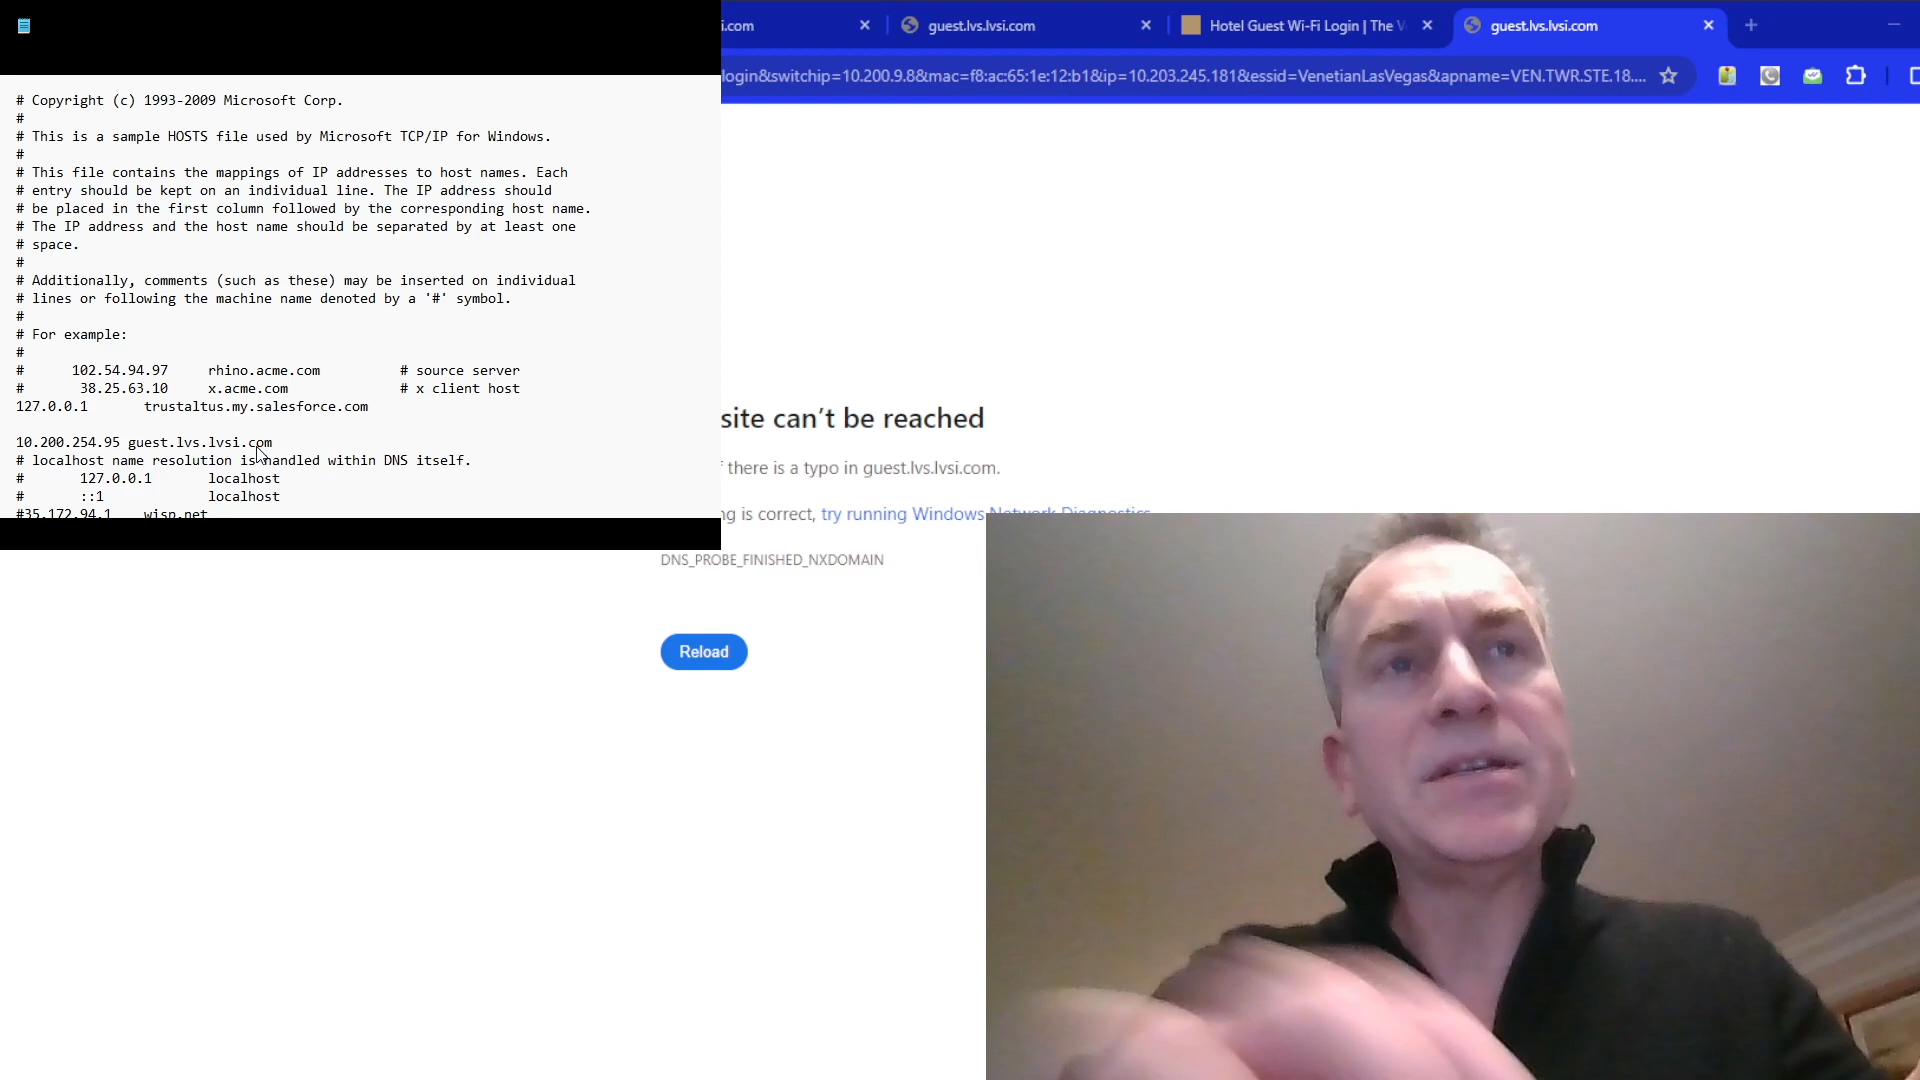 i.com
guest.lvs.lvsi.com
Hotel Guest Wi-Fi Login | The V
guest.lvs.lvsi.com
login&switchip=10.200.9.8&mac=f8:ac:65:1e:12:b1&ip=10.203.245.181&essid=VenetianLasVegas&apname=VEN.TWR.STE.18....
# Copyright (c) 1993-2009 Microsoft Corp.
#
# This is a sample HOSTS file used by Microsoft TCP/IP for Windows.
#
# This file contains the mappings of IP addresses to host names. Each
# entry should be kept on an individual line. The IP address should
# be placed in the first column followed by the corresponding host name.
# The IP address and the host name should be separated by at least one
# space.
#
# Additionally, comments (such as these) may be inserted on individual
# lines or following the machine name denoted by a '#' symbol.
#
# For example:
#
# 102.54.94.97 rhino.acme.com # source server
# 38.25.63.10 x.acme.com # x client host
127.0.0.1 trustaltus.my.salesforce.com
10.200.254.95 guest.lvs.lvsi.com
# localhost name resolution is handled within DNS itself.
# 127.0.0.1 localhost
# ::1 localhost
#35.172.94.1 wisp.net
site can't be reached
f there is a typo in guest.lvs.lvsi.com.
ng is correct, try running Windows Network Diagnostics.
DNS_PROBE_FINISHED_NXDOMAIN
Reload